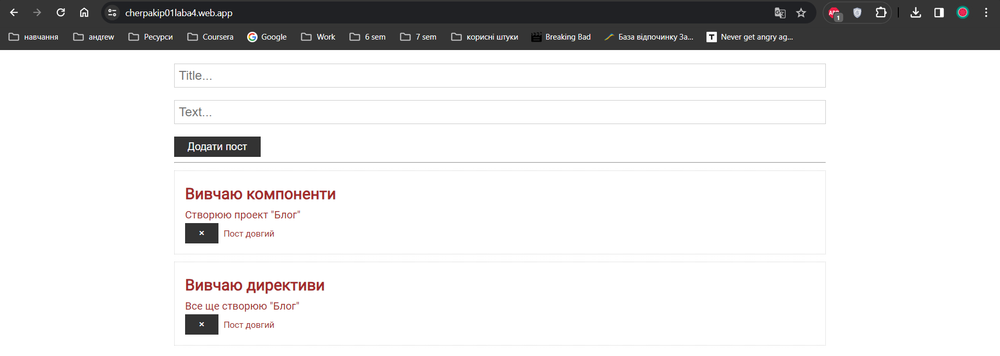 cherpakip01laba4.web.app
1
навчання андrew Ресурси Coursera Google Work 6 sem 7 sem корисні штуки Breaking Bad База відпочинку За... Never get angry ag...
Title...
Text...
Додати пост
Вивчаю компоненти
Створюю проект "Блог"
× Пост довгий
Вивчаю директиви
Все ще створюю "Блог"
× Пост довгий